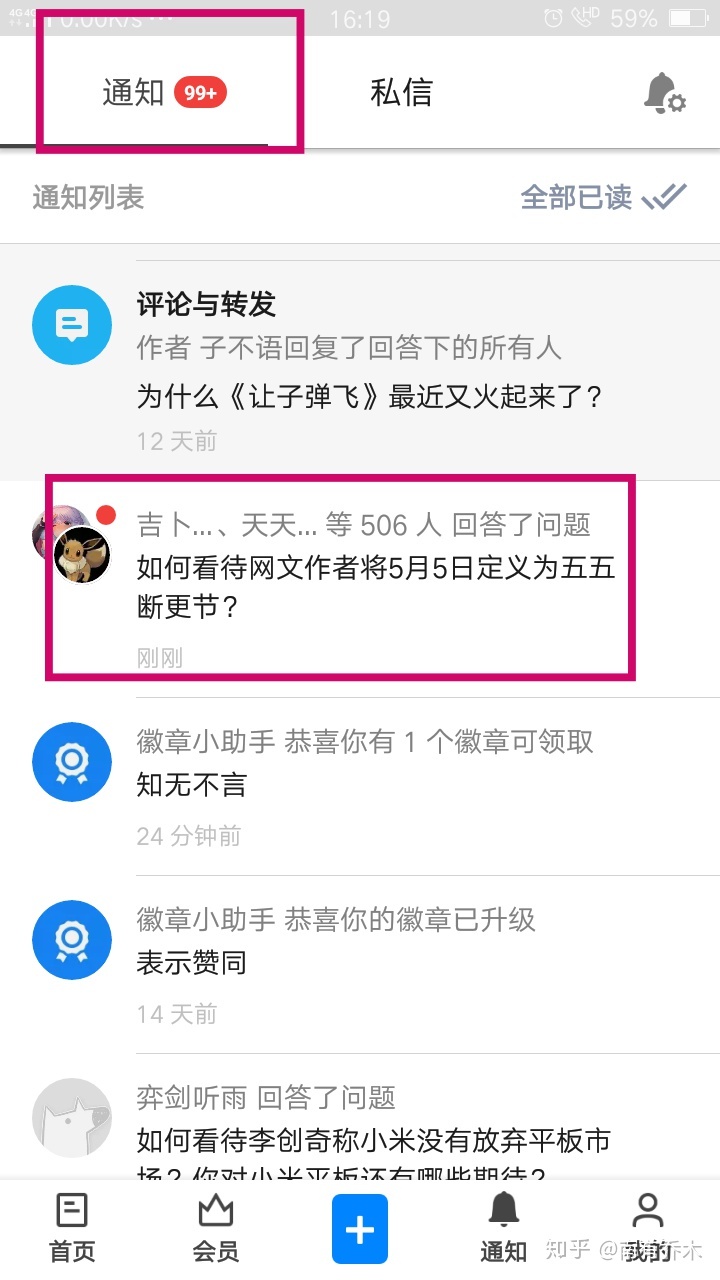 16:19
HD
59%
通知 99+
私信
通知列表
全部已读
评论与转发
作者 子不语回复了回答下的所有人
为什么《让子弹飞》最近又火起来了?
12 天前
吉卜...、天天... 等 506 人 回答了问题
如何看待网文作者将5月5日定义为五五
断更节?
刚刚
徽章小助手 恭喜你有 1 个徽章可领取
知无不言
24 分钟前
徽章小助手 恭喜你的徽章已升级
表示赞同
14 天前
弈剑听雨 回答了问题
如何看待李创奇称小米没有放弃平板市
场?你对小米平板还有哪些期待?
首页
会员
通知
我的
知乎